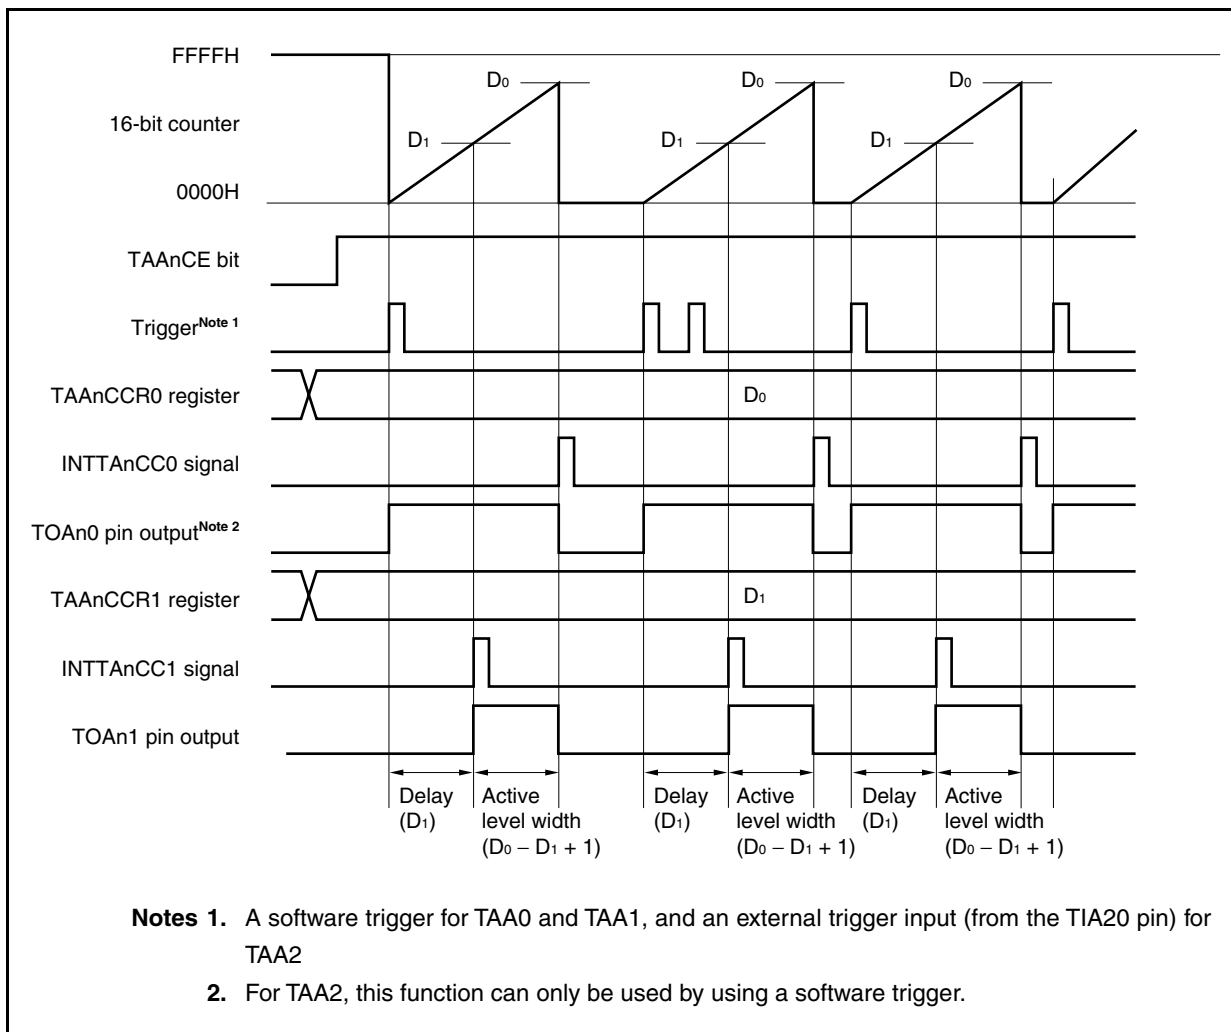 FFFFH
D0 D0 D0
16-bit counter
D1 D1 D1
0000H
TAAnCE bit
TriggerNote 1
TAAnCCR0 register D0
INTTAnCC0 signal
TOAn0 pin outputNote 2
TAAnCCR1 register D1
INTTAnCC1 signal
TOAn1 pin output
Delay (D1)
Active level width (D0 – D1 + 1)
Delay (D1)
Active level width (D0 – D1 + 1)
Delay (D1)
Active level width (D0 – D1 + 1)
Notes 1. A software trigger for TAA0 and TAA1, and an external trigger input (from the TIA20 pin) for
TAA2
2. For TAA2, this function can only be used by using a software trigger.